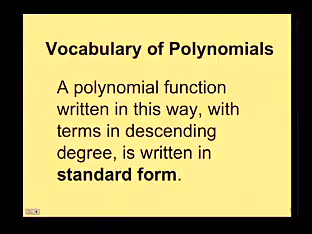 Vocabulary of Polynomials
A polynomial function
written in this way, with
terms in descending
degree, is written in
standard form.